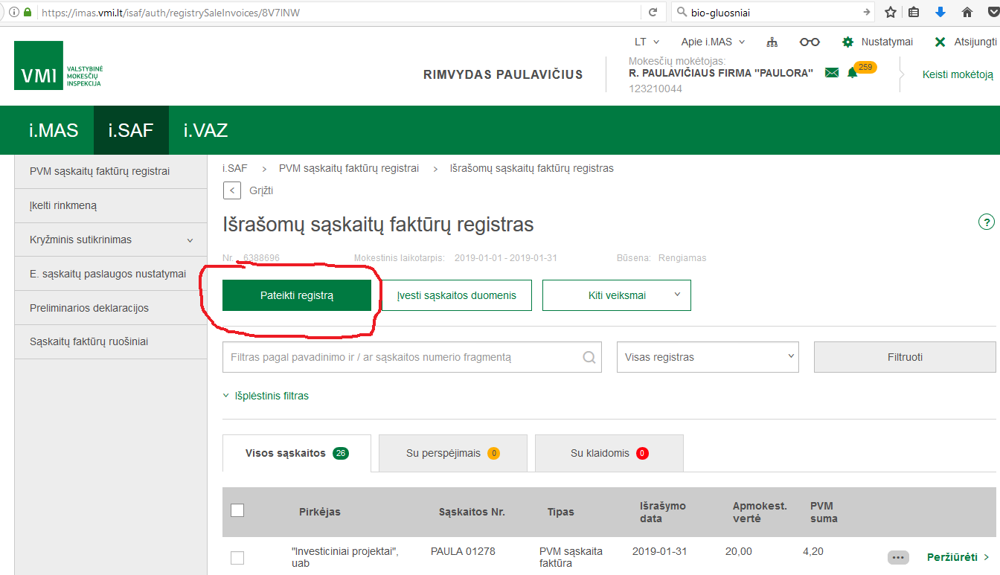 https://imas.vmi.lt/isaf/auth/registrySaleInvoices/8V7INW
bio-gluosniai
LT
Apie i.MAS
Nustatymai
Atsijungti
VMI
VALSTYBINĖ
MOKESČIŲ
INSPEKCIJA
RIMVYDAS PAULAVIČIUS
Mokesčių mokėtojas:
R. PAULAVIČIAUS FIRMA "PAULORA"
123210044
259
Keisti mokėtoją
i.MAS
i.SAF
i.VAZ
PVM sąskaitų faktūrų registrai
Įkelti rinkmeną
Kryžminis sutikrinimas
E. sąskaitų paslaugos nustatymai
Preliminarios deklaracijos
Sąskaitų faktūrų ruošiniai
i.SAF > PVM sąskaitų faktūrų registrai > Išrašomų sąskaitų faktūrų registras
< Grįžti
Išrašomų sąskaitų faktūrų registras
?
Nr. 6388696 Mokestinis laikotarpis: 2019-01-01 - 2019-01-31 Būsena: Rengiamas
Pateikti registrą
Įvesti sąskaitos duomenis
Kiti veiksmai
Filtras pagal pavadinimo ir / ar sąskaitos numerio fragmentą
Visas registras
Filtruoti
Išplėstinis filtras
Visos sąskaitos 26
Su perspėjimais 0
Su klaidomis 0
Pirkėjas
Sąskaitos Nr.
Tipas
Išrašymo
data
Apmokest.
vertė
PVM
suma
"Investiciniai projektai",
uab
PAULA 01278
PVM sąskaita
faktūra
2019-01-31
20,00
4,20
Peržiūrėti >